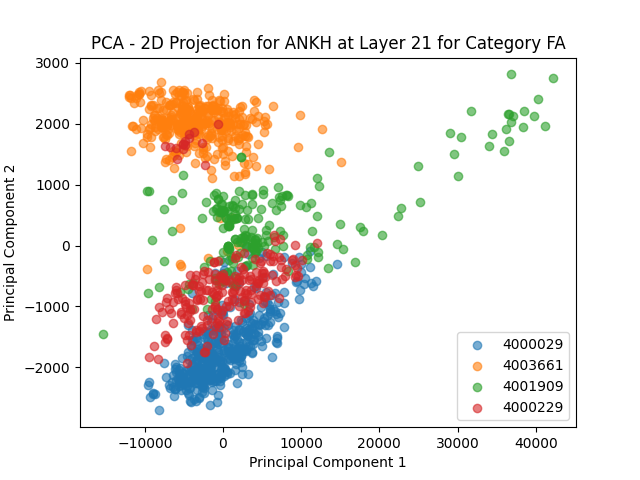 PCA - 2D Projection for ANKH at Layer 21 for Category FA
3000
2000
1000
0
−1000
−2000
Principal Component 2
−10000 0 10000 20000 30000 40000
Principal Component 1
4000029
4003661
4001909
4000229